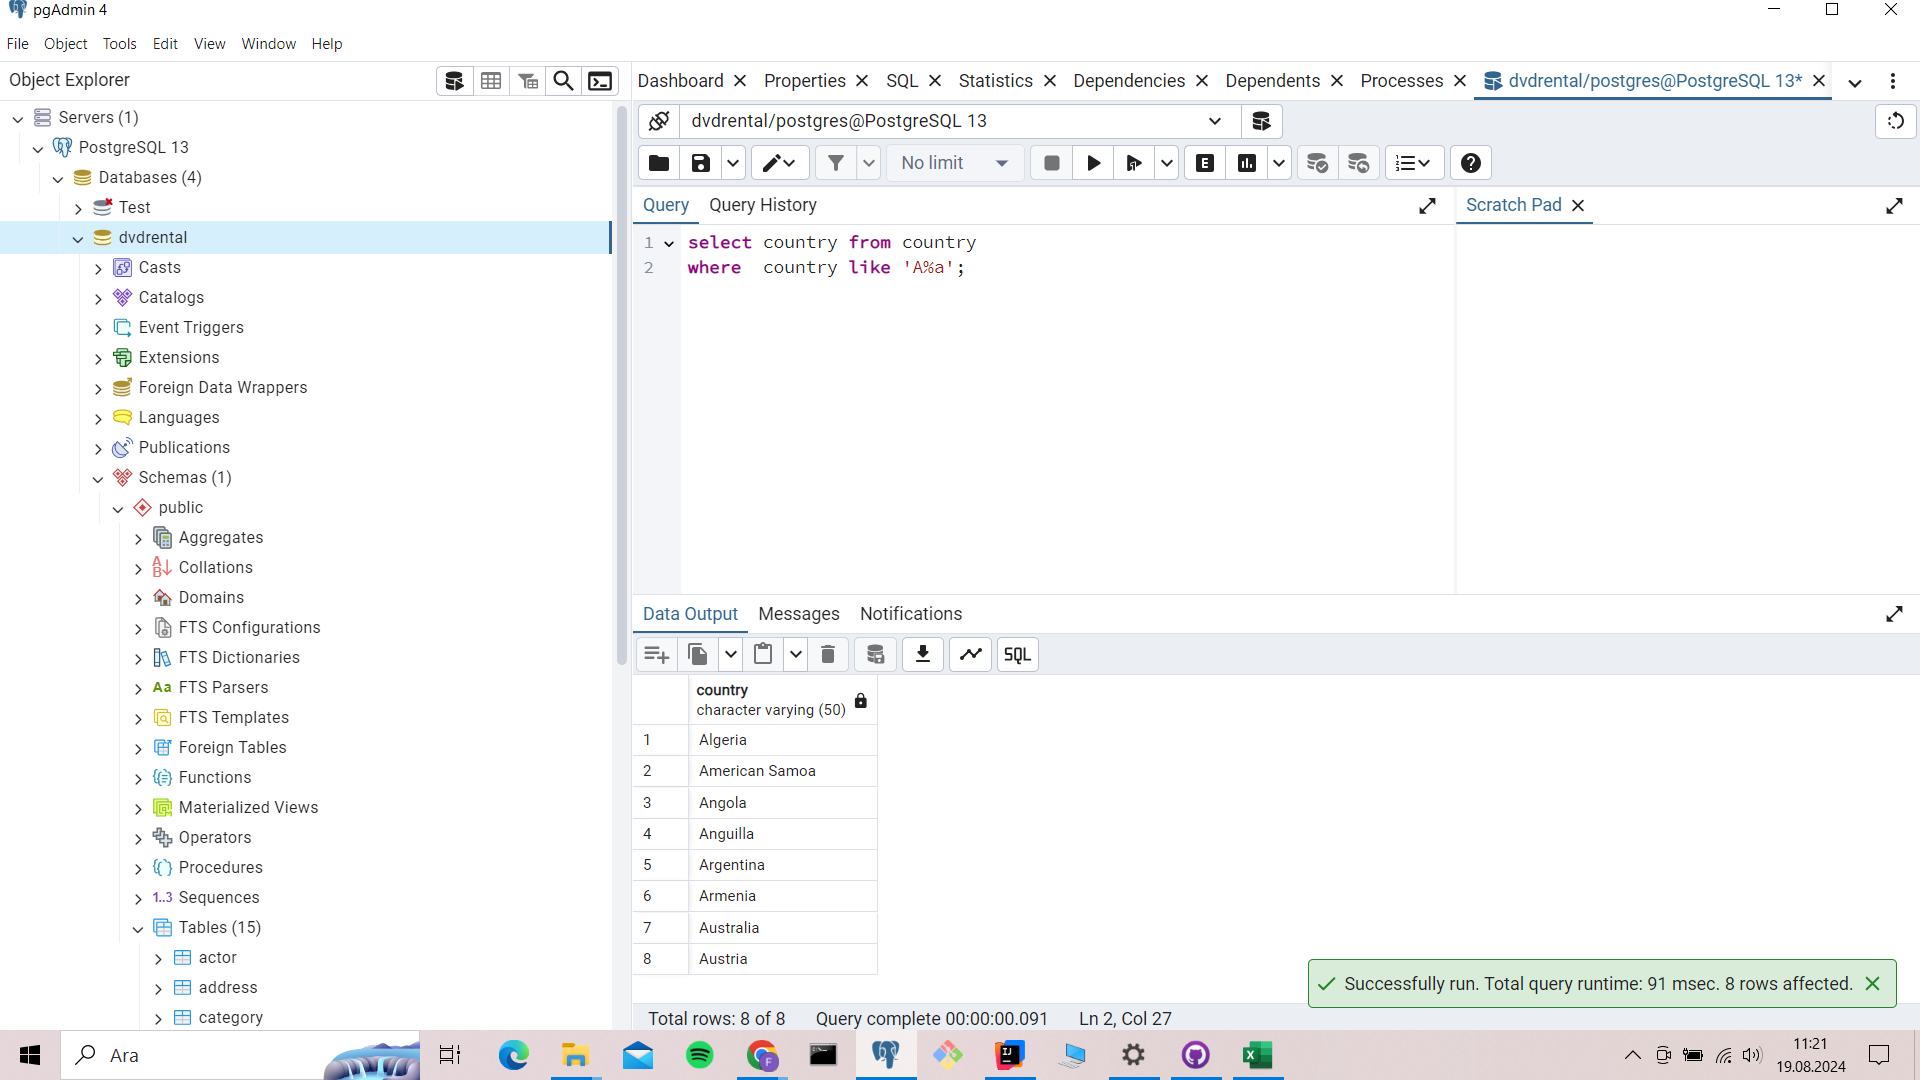 pgAdmin 4
File Object Tools Edit View Window Help
Object Explorer
Servers (1)
PostgreSQL 13
Databases (4)
Test
dvdrental
Casts
Catalogs
Event Triggers
Extensions
Foreign Data Wrappers
Languages
Publications
Schemas (1)
public
Aggregates
Collations
Domains
FTS Configurations
FTS Dictionaries
Aa FTS Parsers
FTS Templates
Foreign Tables
Functions
Materialized Views
Operators
Procedures
1..3 Sequences
Tables (15)
actor
address
category
Dashboard Properties SQL Statistics Dependencies Dependents Processes dvdrental/postgres@PostgreSQL 13*
dvdrental/postgres@PostgreSQL 13
No limit E
Query Query History Scratch Pad
1 select country from country
2 where  country like 'A%a';
Data Output Messages Notifications
SQL
country
character varying (50)
1 Algeria
2 American Samoa
3 Angola
4 Anguilla
5 Argentina
6 Armenia
7 Australia
8 Austria
Successfully run. Total query runtime: 91 msec. 8 rows affected.
Total rows: 8 of 8 Query complete 00:00:00.091 Ln 2, Col 27
Ara
11:21
19.08.2024